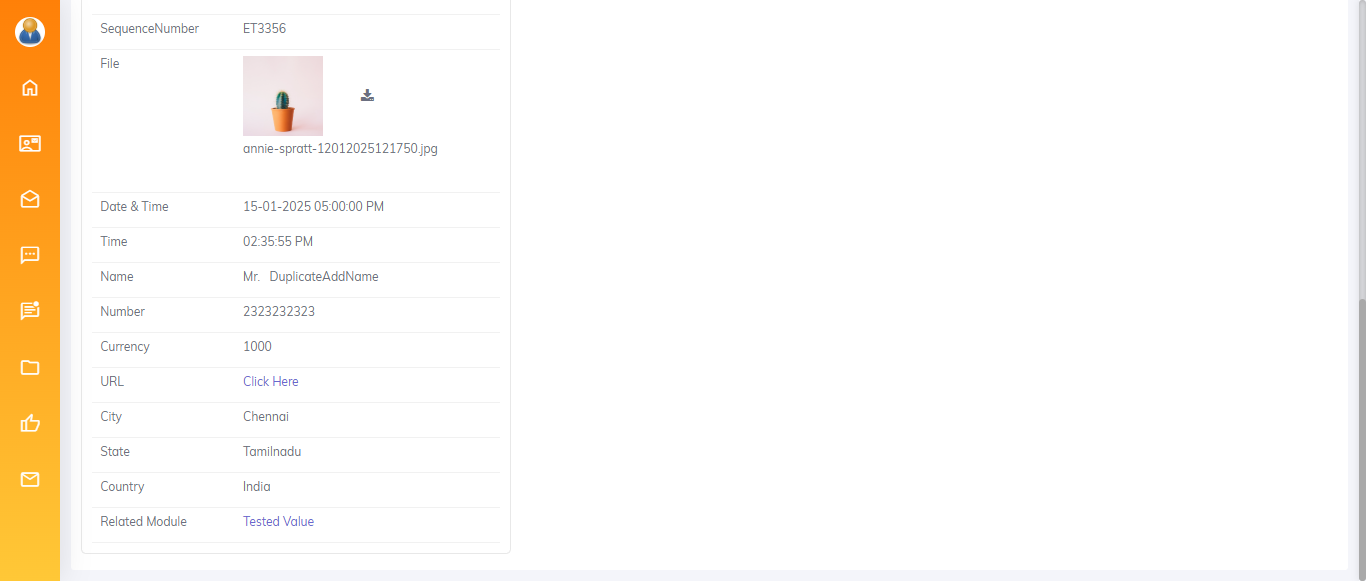 SequenceNumber ET3356
File
annie-spratt-12012025121750.jpg
Date & Time 15-01-2025 05:00:00 PM
Time 02:35:55 PM
Name Mr. DuplicateAddName
Number 2323232323
Currency 1000
URL Click Here
City Chennai
State Tamilnadu
Country India
Related Module Tested Value